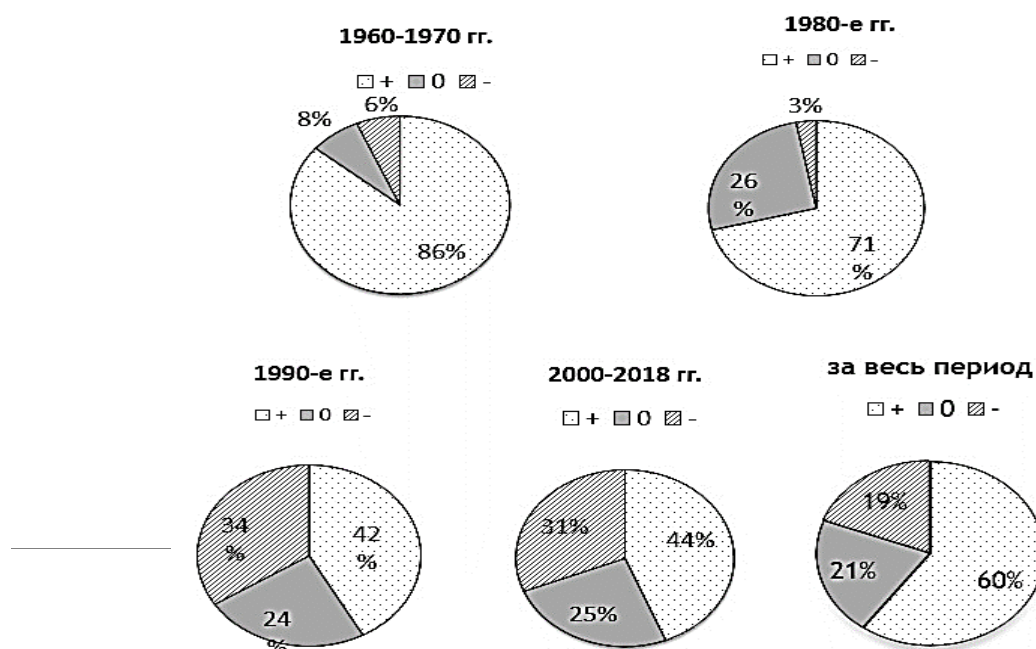 1960-1970 гг.
+ 0 -
6%
8%
86%
1980-е гг.
+ 0 -
3%
26
%
71
%
1990-е гг.
+ 0 -
34
%
42
%
24
%
2000-2018 гг.
+ 0 -
31%
44%
25%
за весь период
+ 0 -
19%
21%
60%